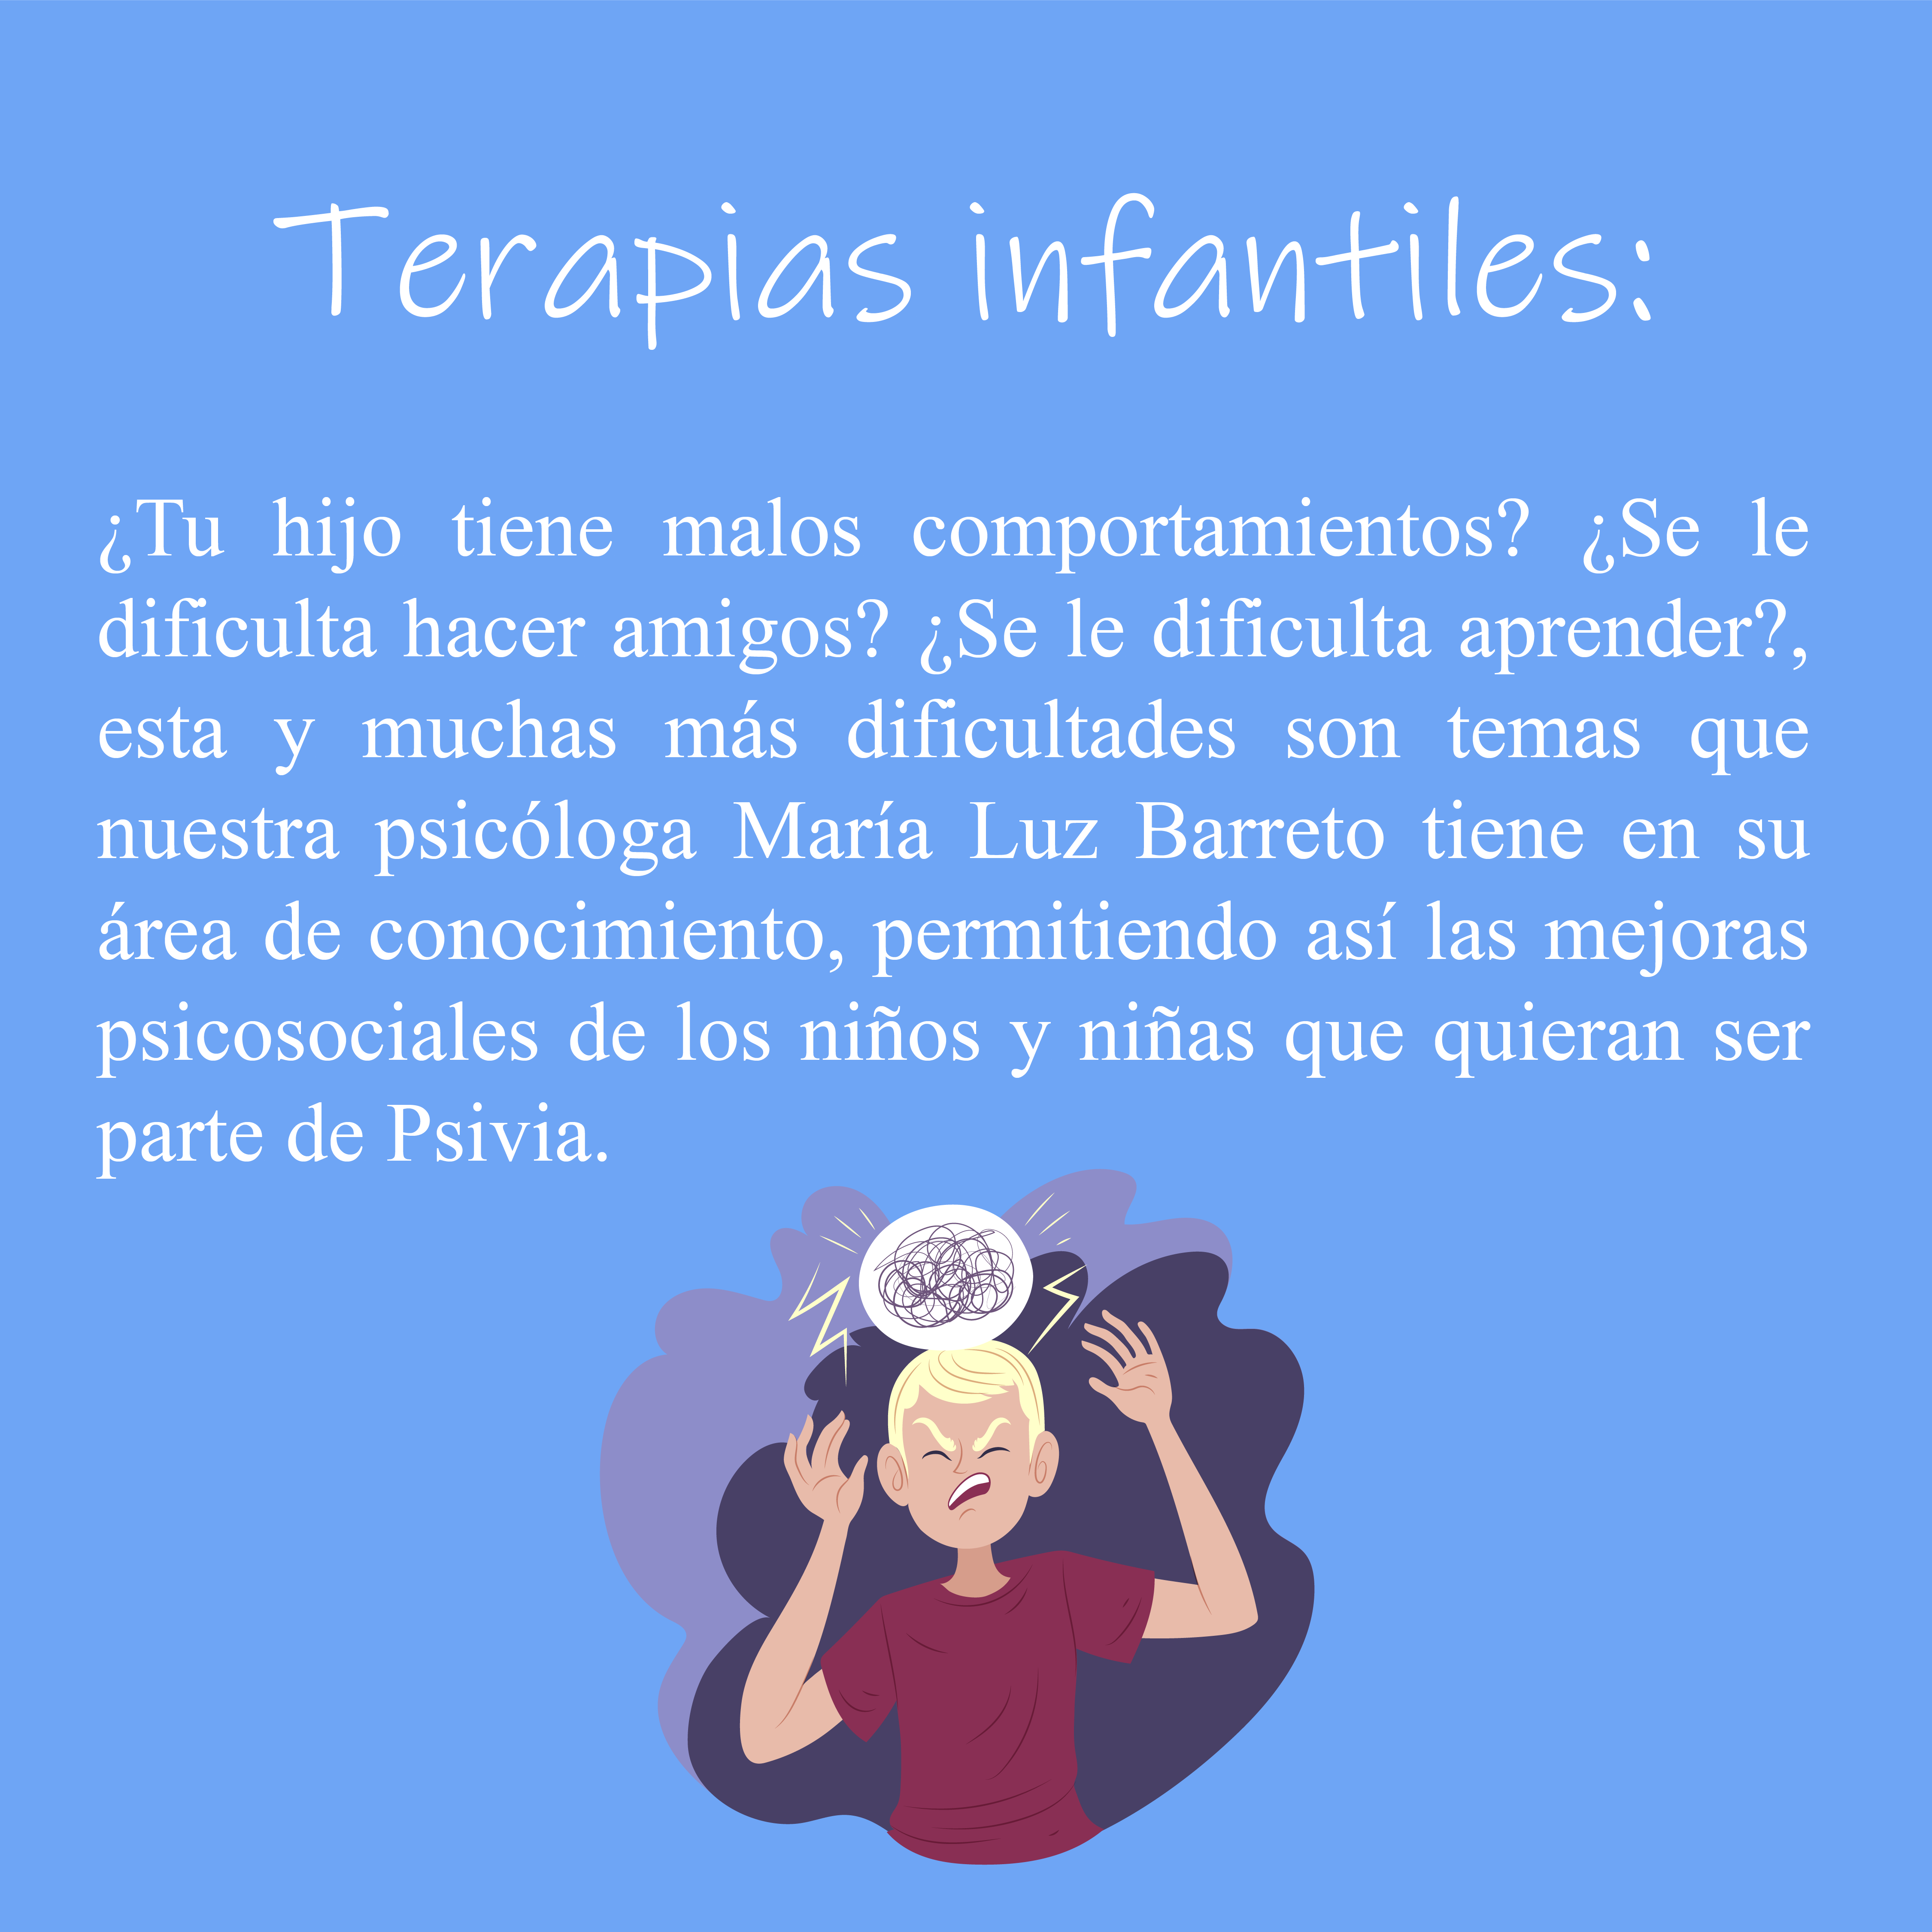 Terapias infantiles:
¿Tu hijo tiene malos comportamientos? ¿Se le
dificulta hacer amigos? ¿Se le dificulta aprender?,
esta y muchas más dificultades son temas que
nuestra psicóloga María Luz Barreto tiene en su
área de conocimiento, permitiendo así las mejoras
psicosociales de los niños y niñas que quieran ser
parte de Psivia.